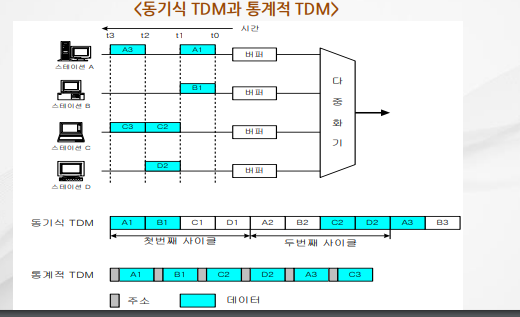 <동기식 TDM과 통계적 TDM>
시간
t3 t2 t1 t0
A3 A1 버퍼
스테이션 A
B1 버퍼
스테이션 B
C3 C2 버퍼
스테이션 C
D2 버퍼
스테이션 D
다중화기
동기식 TDM A1 B1 C1 D1 A2 B2 C2 D2 A3 B3
첫번째 사이클 두번째 사이클
통계적 TDM A1 B1 C2 D2 A3 C3
주소 데이터